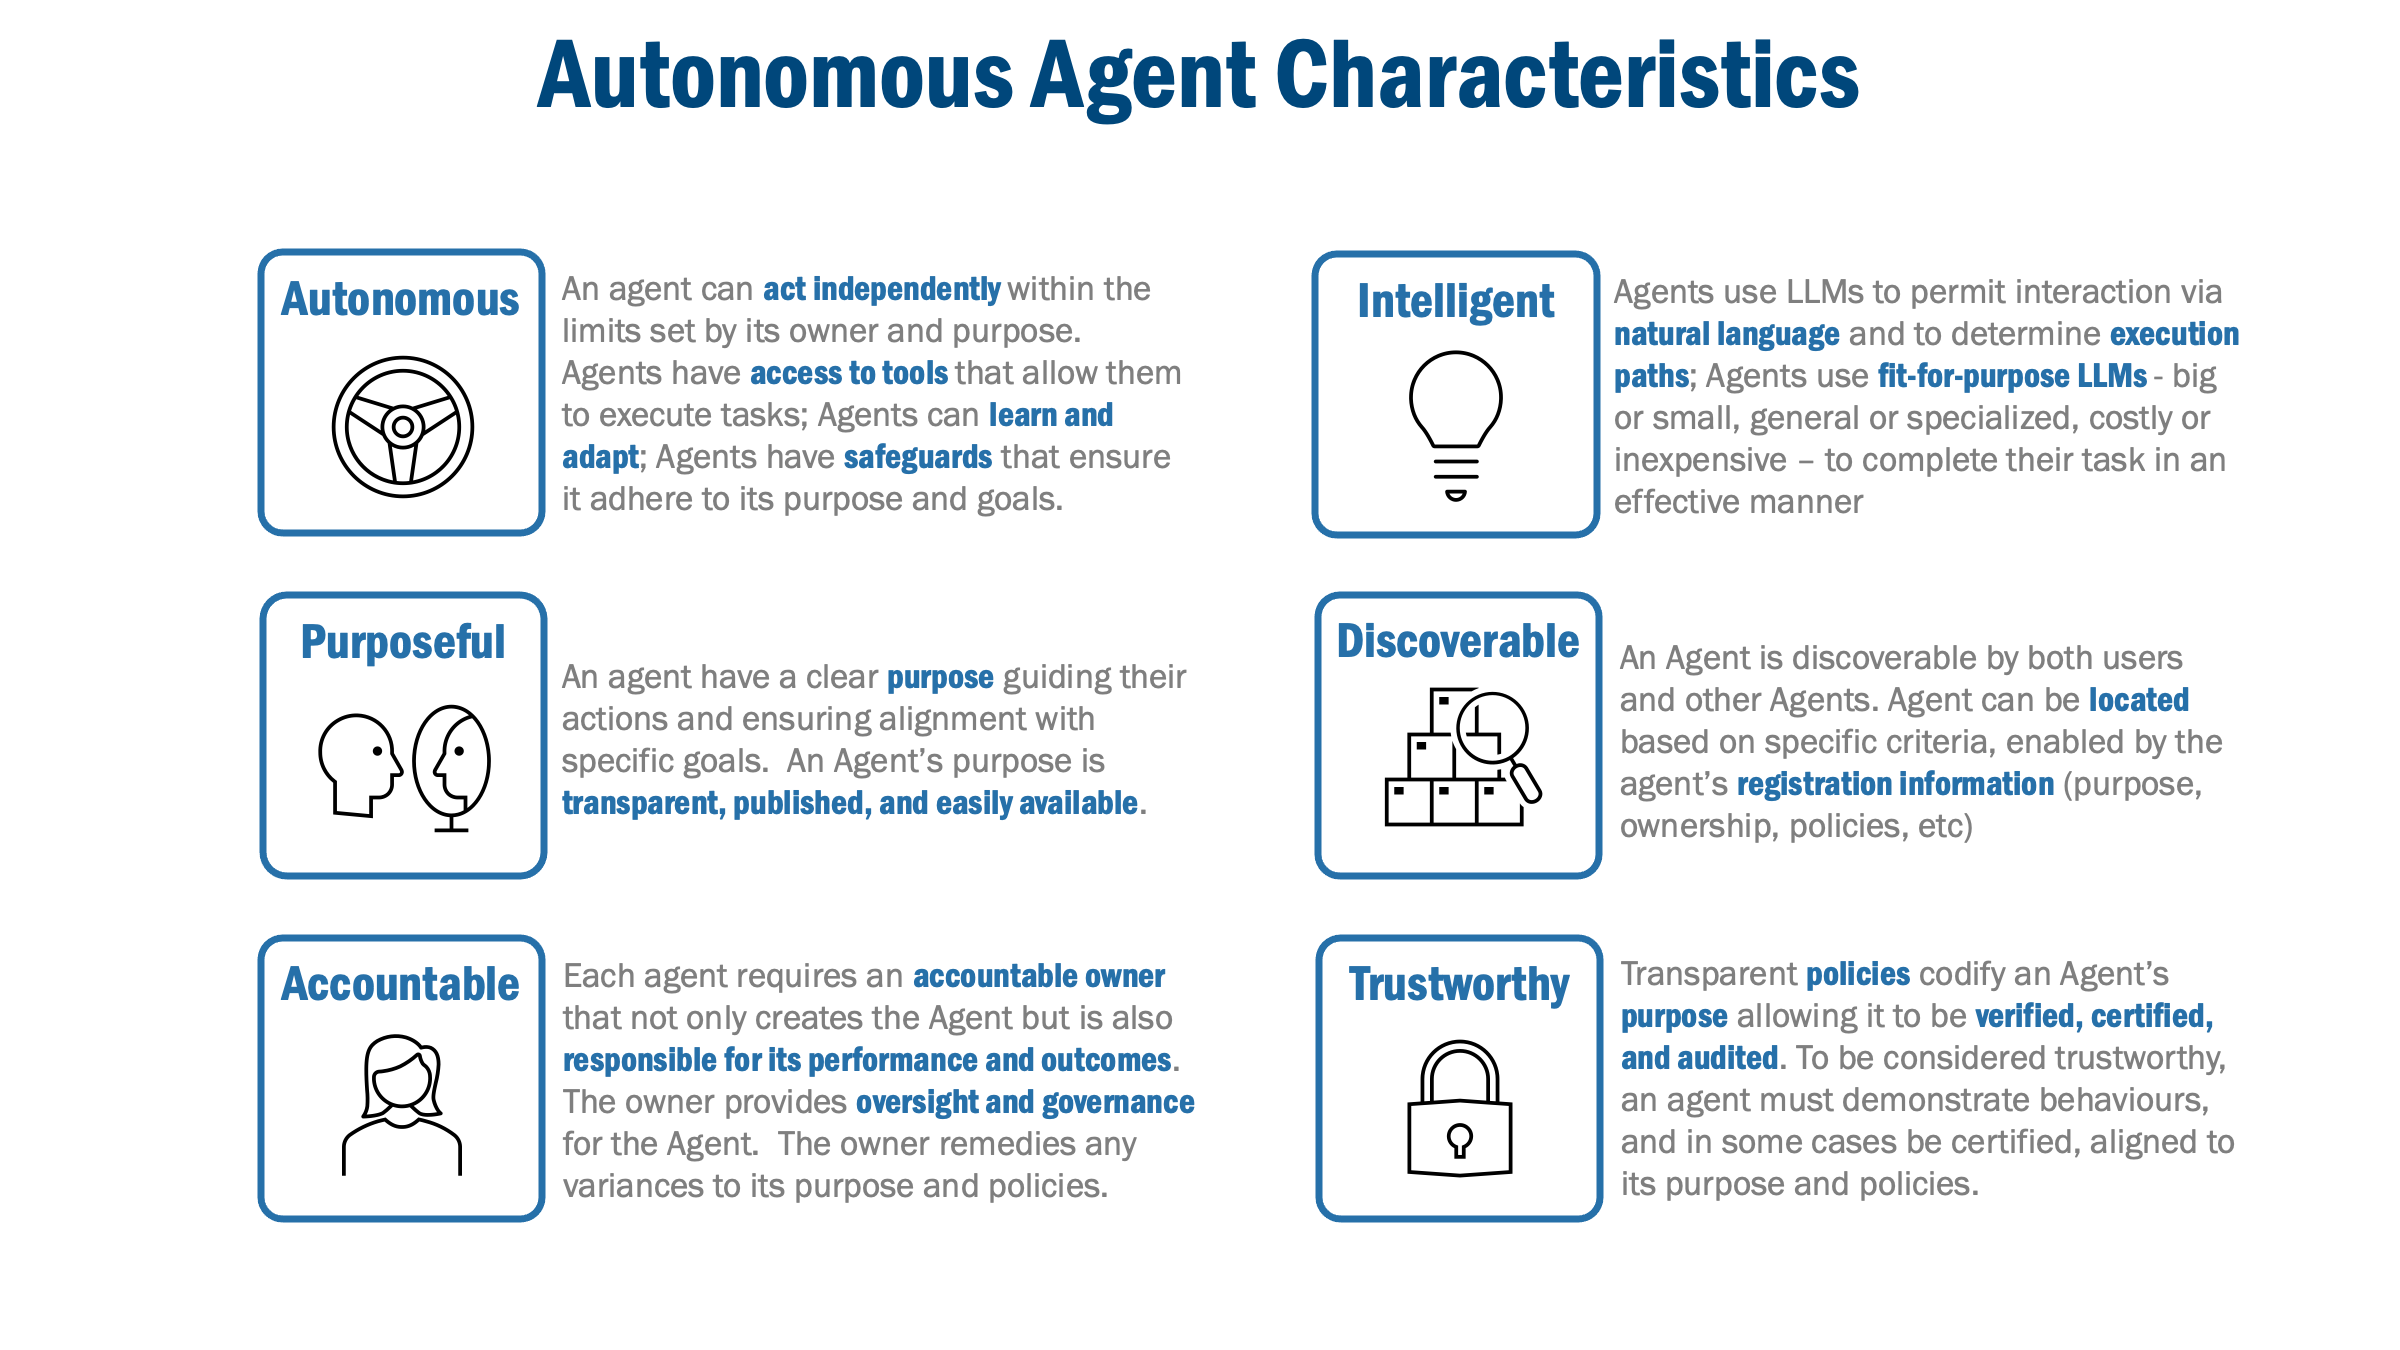 Autonomous Agent Characteristics
Autonomous
An agent can act independently within the
limits set by its owner and purpose.
Agents have access to tools that allow them
to execute tasks; Agents can learn and
adapt; Agents have safeguards that ensure
it adhere to its purpose and goals.
Intelligent
Agents use LLMs to permit interaction via
natural language and to determine execution
paths; Agents use fit-for-purpose LLMs - big
or small, general or specialized, costly or
inexpensive – to complete their task in an
effective manner
Purposeful
An agent have a clear purpose guiding their
actions and ensuring alignment with
specific goals.  An Agent’s purpose is
transparent, published, and easily available.
Discoverable
An Agent is discoverable by both users
and other Agents. Agent can be located
based on specific criteria, enabled by the
agent’s registration information (purpose,
ownership, policies, etc)
Accountable
Each agent requires an accountable owner
that not only creates the Agent but is also
responsible for its performance and outcomes.
The owner provides oversight and governance
for the Agent.  The owner remedies any
variances to its purpose and policies.
Trustworthy
Transparent policies codify an Agent’s
purpose allowing it to be verified, certified,
and audited. To be considered trustworthy,
an agent must demonstrate behaviours,
and in some cases be certified, aligned to
its purpose and policies.